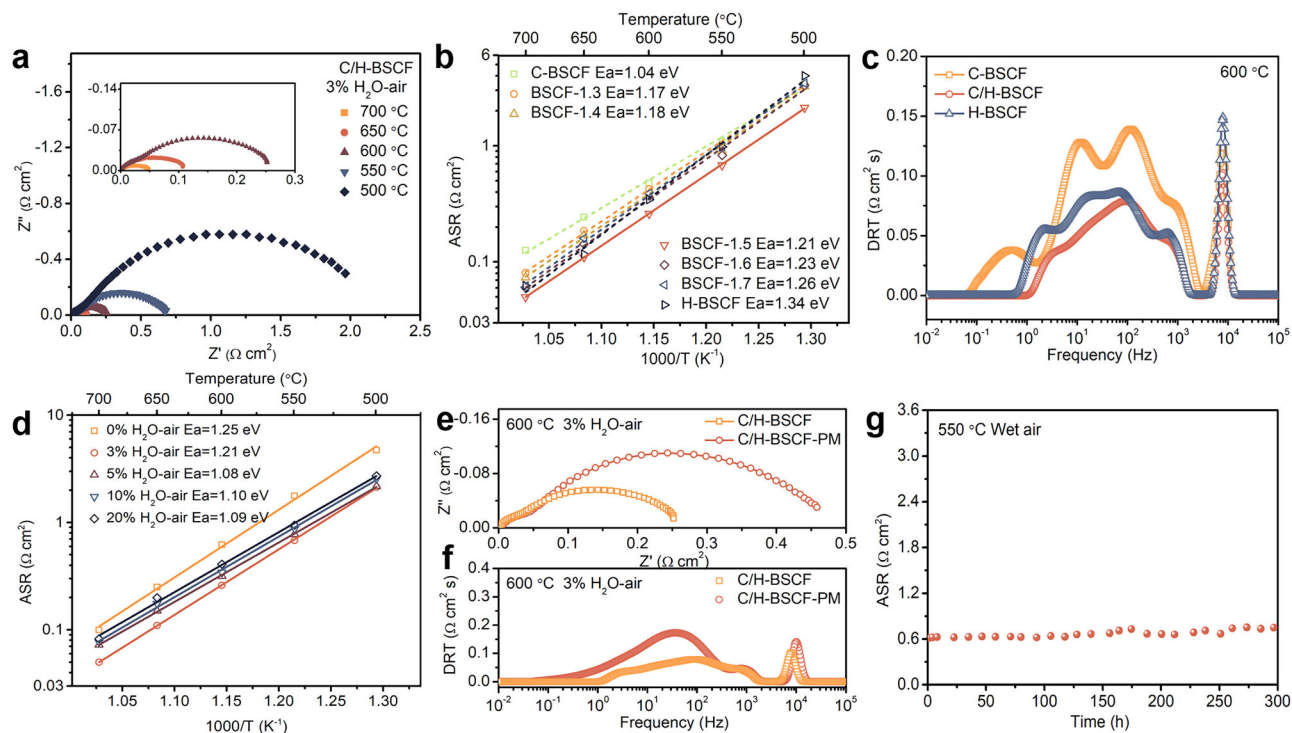 a
C/H-BSCF
3% H2O-air
700 °C
650 °C
600 °C
550 °C
500 °C
-0.14
-0.07
0.00
0.0 0.1 0.2 0.3
-1.6
-1.2
-0.8
-0.4
0.0
Z'' (Ω cm²)
0.0 0.5 1.0 1.5 2.0 2.5
Z' (Ω cm²)
b
Temperature (°C)
700 650 600 550 500
6
1
0.1
0.03
ASR (Ω cm²)
C-BSCF Ea=1.04 eV
BSCF-1.3 Ea=1.17 eV
BSCF-1.4 Ea=1.18 eV
BSCF-1.5 Ea=1.21 eV
BSCF-1.6 Ea=1.23 eV
BSCF-1.7 Ea=1.26 eV
H-BSCF Ea=1.34 eV
1.05 1.10 1.15 1.20 1.25 1.30
1000/T (K⁻¹)
c
C-BSCF
C/H-BSCF
H-BSCF
600 °C
0.20
0.15
0.10
0.05
0.00
DRT (Ω cm² s)
10⁻² 10⁻¹ 10⁰ 10¹ 10² 10³ 10⁴ 10⁵
Frequency (Hz)
d
Temperature (°C)
700 650 600 550 500
10
1
0.1
0.03
ASR (Ω cm²)
0% H2O-air Ea=1.25 eV
3% H2O-air Ea=1.21 eV
5% H2O-air Ea=1.08 eV
10% H2O-air Ea=1.10 eV
20% H2O-air Ea=1.09 eV
1.05 1.10 1.15 1.20 1.25 1.30
1000/T (K⁻¹)
e
600 °C 3% H2O-air
C/H-BSCF
C/H-BSCF-PM
-0.16
-0.08
0.00
Z'' (Ω cm²)
0.0 0.1 0.2 0.3 0.4 0.5
Z' (Ω cm²)
f
600 °C 3% H2O-air
C/H-BSCF
C/H-BSCF-PM
0.4
0.3
0.2
0.1
0.0
DRT (Ω cm² s)
10⁻² 10⁻¹ 10⁰ 10¹ 10² 10³ 10⁴ 10⁵
Frequency (Hz)
g
550 °C Wet air
3.6
3.0
2.4
1.8
1.2
0.6
0.0
ASR (Ω cm²)
0 50 100 150 200 250 300
Time (h)